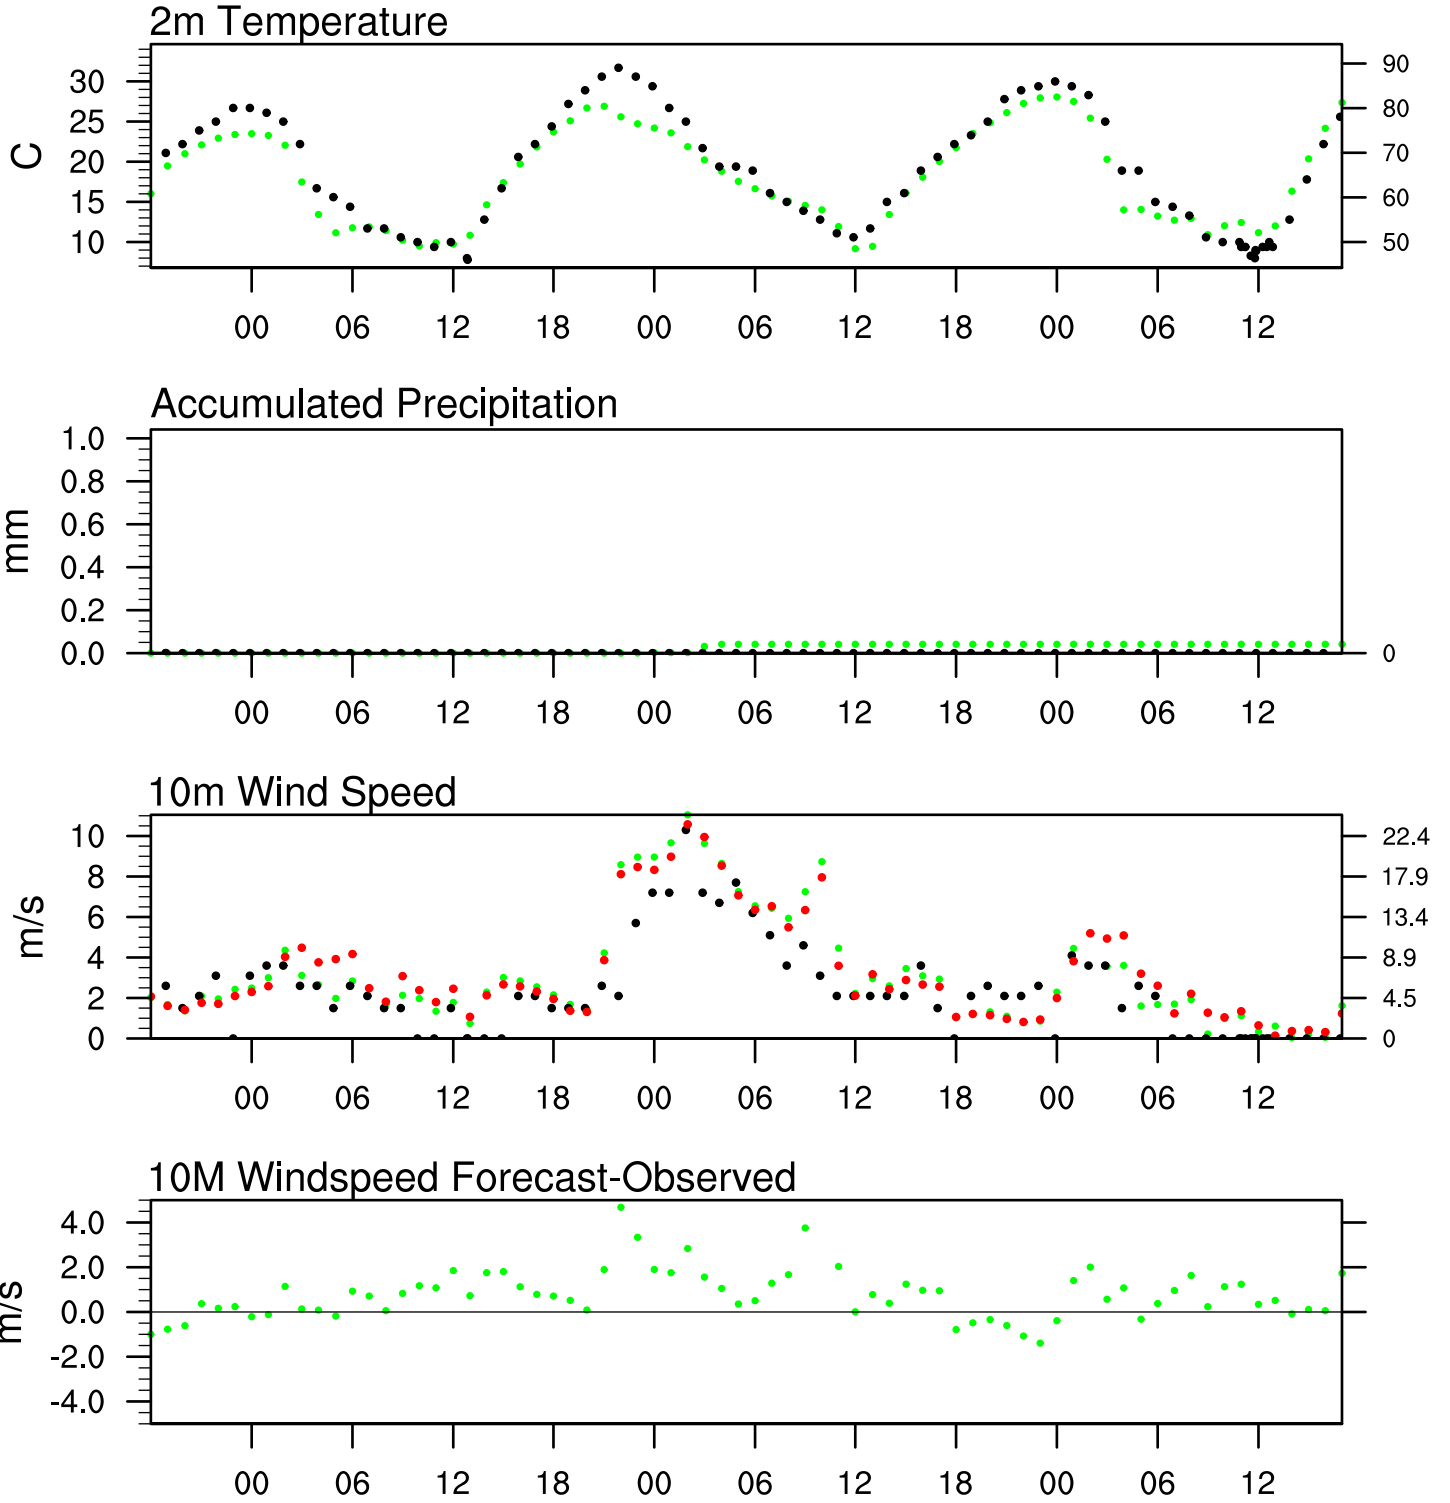 2m Temperature
30
25
20
15
10
C
90
80
70
60
50
00 06 12 18 00 06 12 18 00 06 12
Accumulated Precipitation
1.0
0.8
0.6
0.4
0.2
0.0
mm
0
00 06 12 18 00 06 12 18 00 06 12
10m Wind Speed
10
8
6
4
2
0
m/s
22.4
17.9
13.4
8.9
4.5
0
00 06 12 18 00 06 12 18 00 06 12
10M Windspeed Forecast-Observed
4.0
2.0
0.0
-2.0
-4.0
m/s
00 06 12 18 00 06 12 18 00 06 12